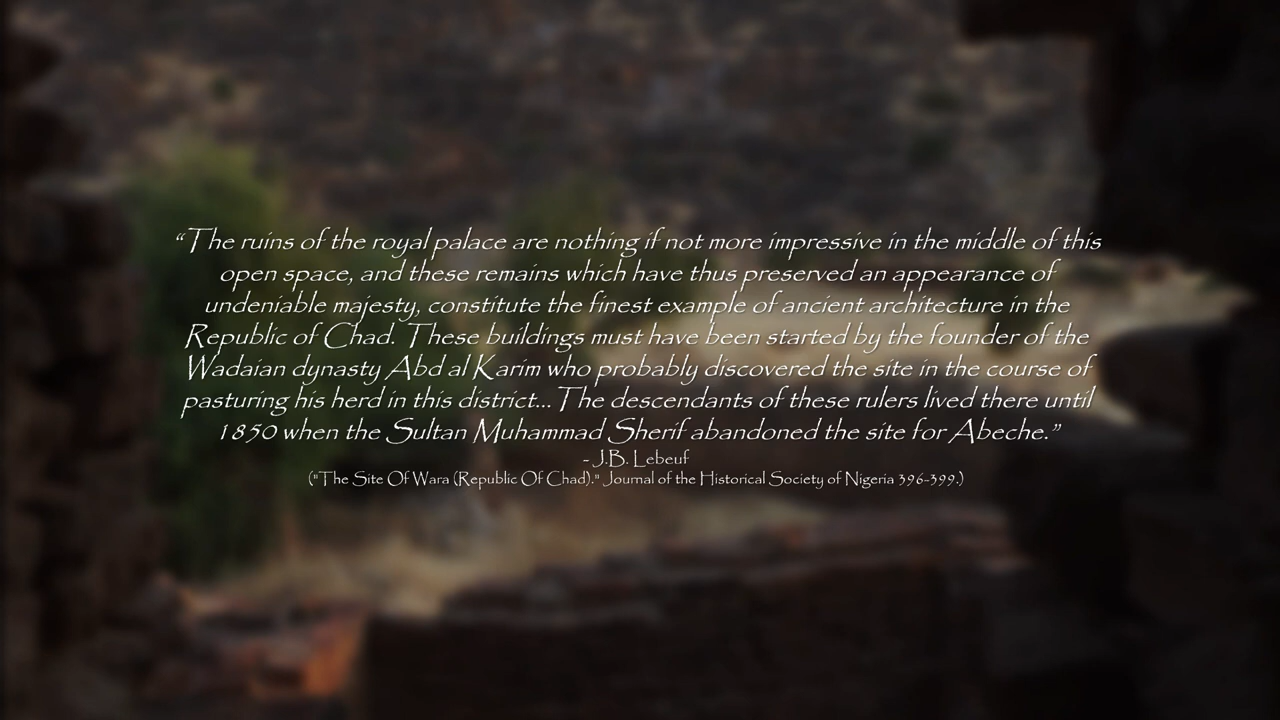 “The ruins of the royal palace are nothing if not more impressive in the middle of this
open space, and these remains which have thus preserved an appearance of
undeniable majesty, constitute the finest example of ancient architecture in the
Republic of Chad. These buildings must have been started by the founder of the
Wadaian dynasty Abd al Karim who probably discovered the site in the course of
pasturing his herd in this district... The descendants of these rulers lived there until
1850 when the Sultan Muhammad Sherif abandoned the site for Abeche.”
- J.B. Lebeuf
("The Site Of Wara (Republic Of Chad)." Journal of the Historical Society of Nigeria 396-399.)